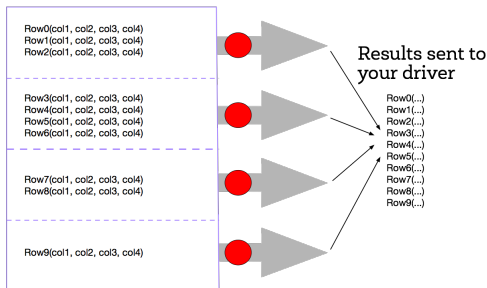 Row0(col1, col2, col3, col4)
Row1(col1, col2, col3, col4)
Row2(col1, col2, col3, col4)
Row3(col1, col2, col3, col4)
Row4(col1, col2, col3, col4)
Row5(col1, col2, col3, col4)
Row6(col1, col2, col3, col4)
Row7(col1, col2, col3, col4)
Row8(col1, col2, col3, col4)
Row9(col1, col2, col3, col4)
Results sent to
your driver
Row0(...)
Row1(...)
Row2(...)
Row3(...)
Row4(...)
Row5(...)
Row6(...)
Row7(...)
Row8(...)
Row9(...)